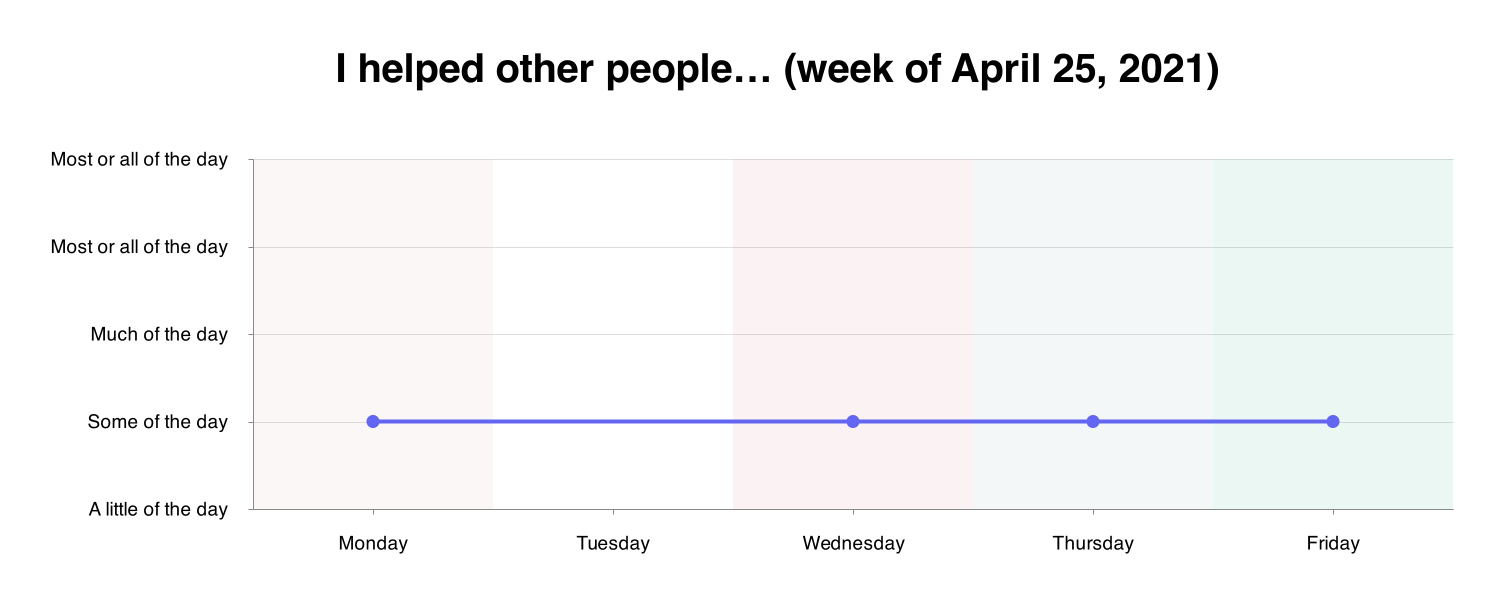 I helped other people… (week of April 25, 2021)
Most or all of the day
Most or all of the day
Much of the day
Some of the day
A little of the day
Monday
Tuesday
Wednesday
Thursday
Friday